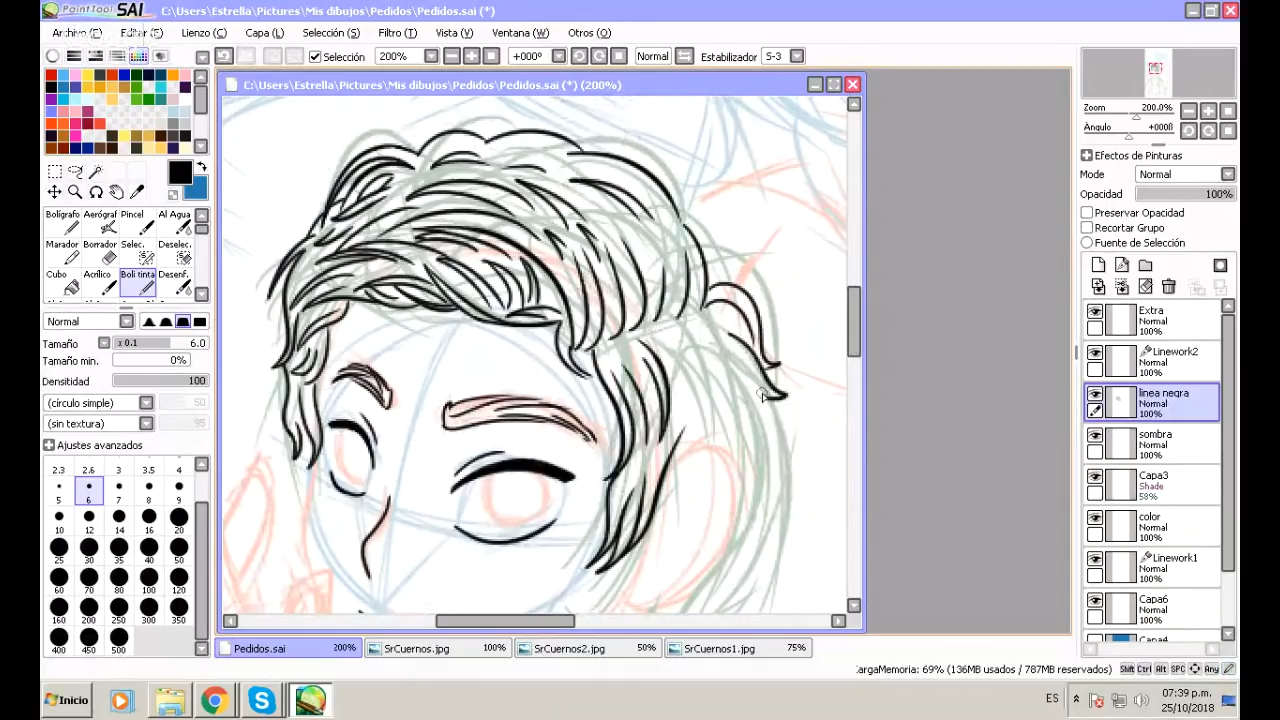 PaintTool SAI C:\Users\Estrella\Pictures\Mis dibujos\Pedidos\Pedidos.sai (*)
Archivo (F) Editar (E) Lienzo (C) Capa (L) Selección (S) Filtro (T) Vista (V) Ventana (W) Otros (O)
Selección 200% +000º Normal Estabilizador S-3
C:\Users\Estrella\Pictures\Mis dibujos\Pedidos\Pedidos.sai (*) (200%)
Zoom 200.0%
Ángulo +000ß
Efectos de Pinturas
Modo Normal
Opacidad 100%
Preservar Opacidad
Recortar Grupo
Fuente de Selección
Bolígrafo Aerógraf Pincel Al Agua
Marador Borrador Selec. Deselec.
Cubo Acrílico Boli tinta Desenf.
Normal
Tamaño x 0.1 6.0
Tamaño min. 0%
Densitidad 100
(círculo simple) 50
(sin textura) 95
Ajustes avanzados
2.3 2.6 3 3.5 4
5 6 7 8 9
10 12 14 16 20
25 30 35 40 50
60 70 80 100 120
160 200 250 300 350
400 450 500
Extra
Normal
100%
Linework2
Normal
100%
linea negra
Normal
100%
sombra
Normal
100%
Capa3
Shade
58%
color
Normal
100%
Linework1
Normal
100%
Capa6
Normal
100%
Capa4
Pedidos.sai 200% SrCuernos.jpg 100% SrCuernos2.jpg 50% SrCuernos1.jpg 75%
CargaMemoria: 69% (136MB usados / 787MB reservados) Shift Ctrl Alt SPC Any
Inicio ES 07:39 p.m.
25/10/2018